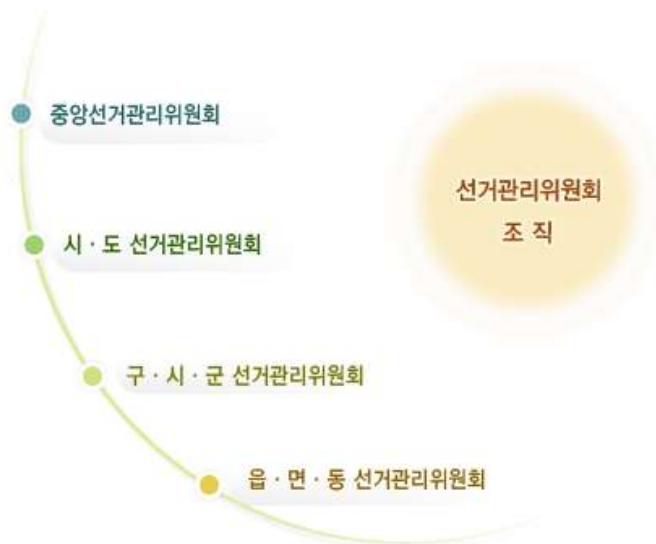 중앙선거관리위원회
시 · 도 선거관리위원회
구 · 시 · 군 선거관리위원회
읍 · 면 · 동 선거관리위원회
선거관리위원회
조 직